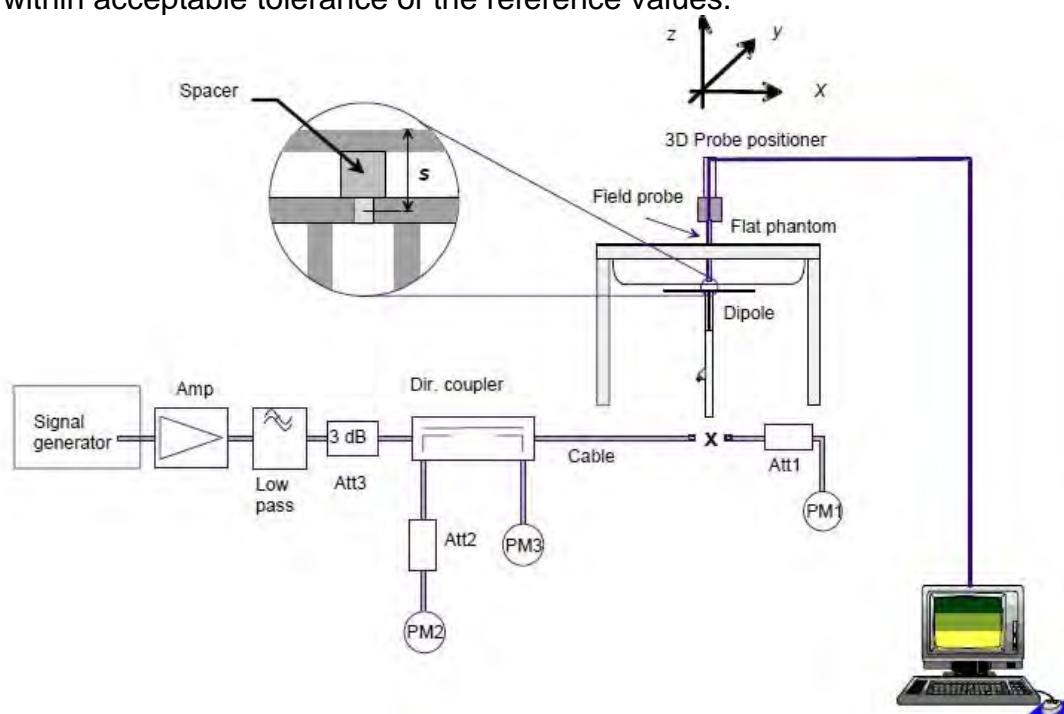 within acceptable tolerance of the reference values.
z
y
x
Spacer
s
3D Probe positioner
Field probe
Flat phantom
Dipole
Signal
generator
Amp
Low
pass
3 dB
Att3
Dir. coupler
Cable
x
Att1
PM1
Att2
PM3
PM2